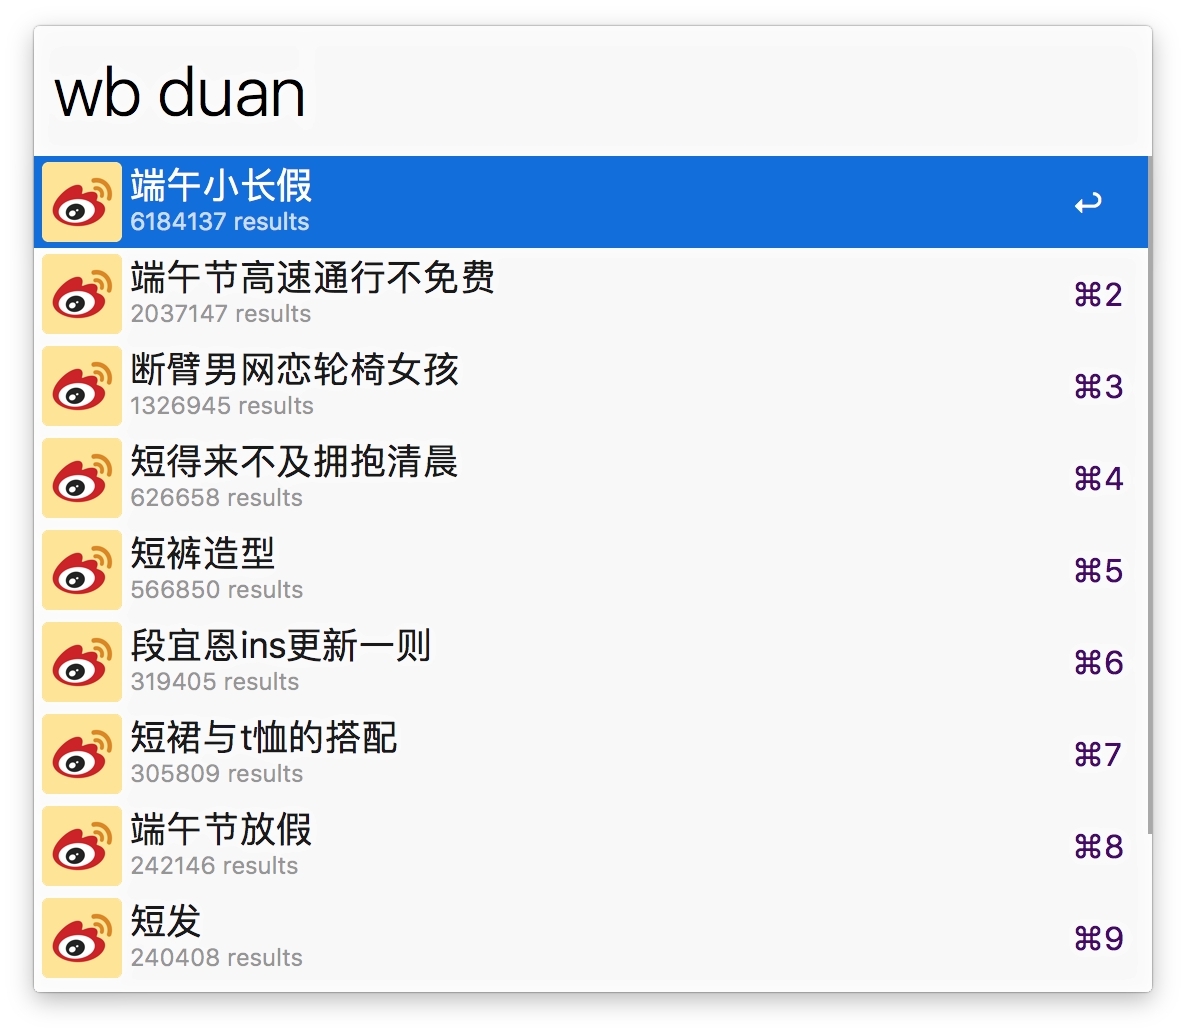 wb duan
端午小长假
6184137 results
↩
端午节高速通行不免费
2037147 results
⌘2
断臂男网恋轮椅女孩
1326945 results
⌘3
短得来不及拥抱清晨
626658 results
⌘4
短裤造型
566850 results
⌘5
段宜恩ins更新一则
319405 results
⌘6
短裙与t恤的搭配
305809 results
⌘7
端午节放假
242146 results
⌘8
短发
240408 results
⌘9